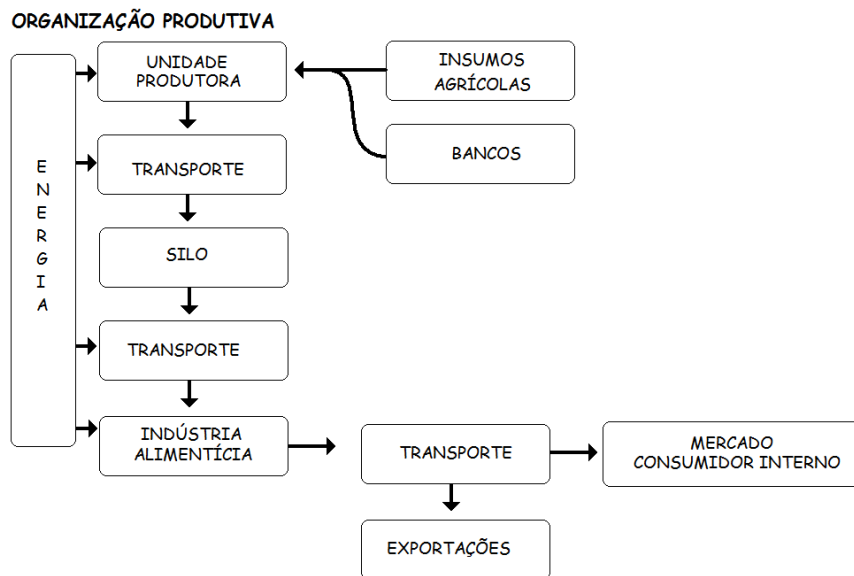 ORGANIZAÇÃO PRODUTIVA
UNIDADE
PRODUTORA
INSUMOS
AGRÍCOLAS
BANCOS
E
N
E
R
G
I
A
TRANSPORTE
SILO
TRANSPORTE
INDÚSTRIA
ALIMENTÍCIA
TRANSPORTE
MERCADO
CONSUMIDOR INTERNO
EXPORTAÇÕES